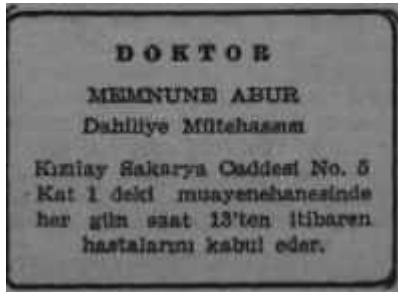 DOKTOR
MEMNUNE ABUR
Dahiliye Mütehassısı
Kızılay Sakarya Caddesi No. 5
Kat 1 deki muayenehanesinde
her gün saat 13'ten itibaren
hastalarını kabul eder.